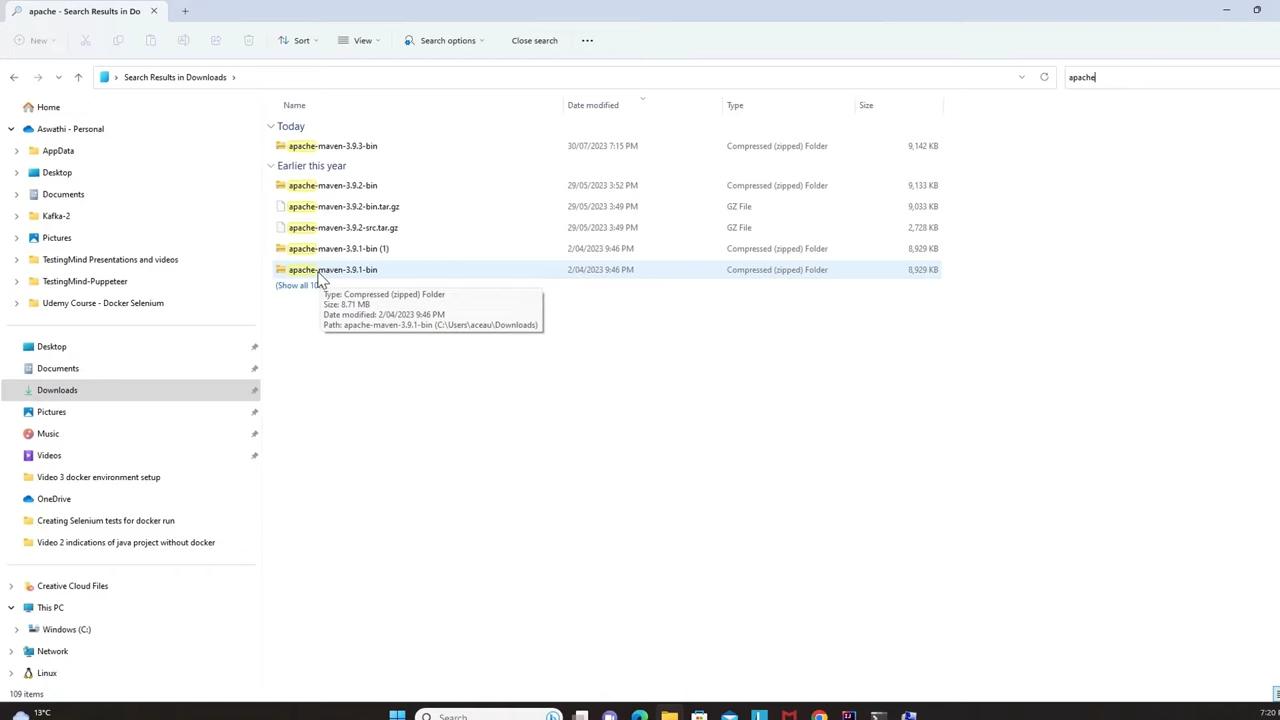 apache - Search Results in Do
New
Sort
View
Search options
Close search
Search Results in Downloads
apache
Name Date modified Type Size
Today
apache-maven-3.9.3-bin 30/07/2023 7:15 PM Compressed (zipped) Folder 9,142 KB
Earlier this year
apache-maven-3.9.2-bin 29/05/2023 3:52 PM Compressed (zipped) Folder 9,133 KB
apache-maven-3.9.2-bin.tar.gz 29/05/2023 3:49 PM GZ File 9,033 KB
apache-maven-3.9.2-src.tar.gz 29/05/2023 3:49 PM GZ File 2,728 KB
apache-maven-3.9.1-bin (1) 2/04/2023 9:46 PM Compressed (zipped) Folder 8,929 KB
apache-maven-3.9.1-bin 2/04/2023 9:46 PM Compressed (zipped) Folder 8,929 KB
(Show all
Type: Compressed (zipped) Folder
Size: 8.71 MB
Date modified: 2/04/2023 9:46 PM
Path: apache-maven-3.9.1-bin (C:\Users\aceau\Downloads)
Home
Aswathi - Personal
AppData
Desktop
Documents
Kafka-2
Pictures
TestingMind Presentations and videos
TestingMind-Puppeteer
Udemy Course - Docker Selenium
Desktop
Documents
Downloads
Pictures
Music
Videos
Video 3 docker environment setup
OneDrive
Creating Selenium tests for docker run
Video 2 indications of java project without docker
Creative Cloud Files
This PC
Windows (C:)
Network
Linux
109 items
13°C
Search
7:20